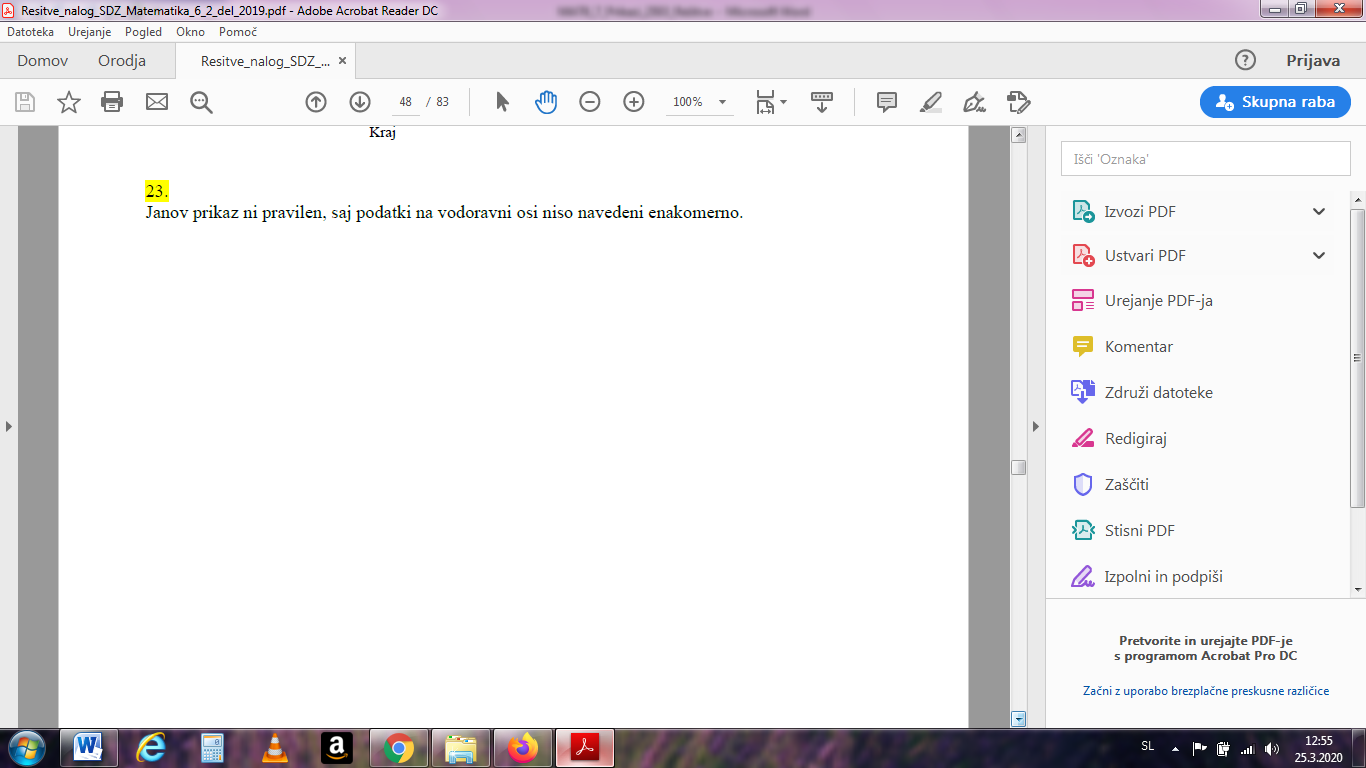 Resitve_nalog_SDZ_Matematika_6_2_del_2019.pdf - Adobe Acrobat Reader DC
Datoteka Urejanje Pogled Okno Pomoč
Domov Orodja Resitve_nalog_SDZ_... × Prijava
48 / 83 100% Skupna raba
Kraj
23.
Janov prikaz ni pravilen, saj podatki na vodoravni osi niso navedeni enakomerno.
Išči 'Oznaka'
Izvozi PDF
Ustvari PDF
Urejanje PDF-ja
Komentar
Združi datoteke
Redigiraj
Zaščiti
Stisni PDF
Izpolni in podpiši
Pretvorite in urejajte PDF-je
s programom Acrobat Pro DC
Začni z uporabo brezplačne preskusne različice
SL
12:55
25.3.2020